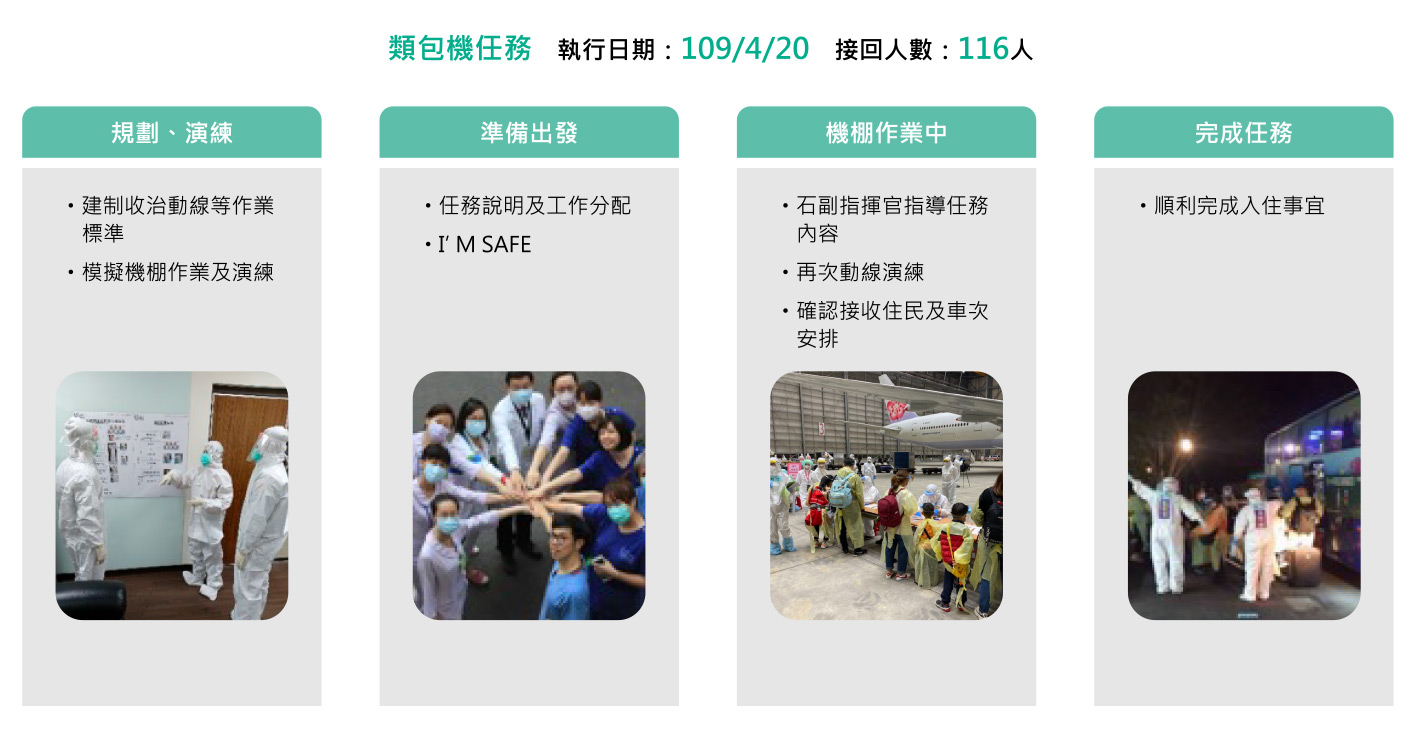 類包機任務 執行日期：109/4/20 接回人數：116人
規劃、演練
・建制收治動線等作業
標準
・模擬機棚作業及演練
準備出發
・任務說明及工作分配
・I’M SAFE
機棚作業中
・石副指揮官指導任務
內容
・再次動線演練
・確認接收住民及車次
安排
完成任務
・順利完成入住事宜